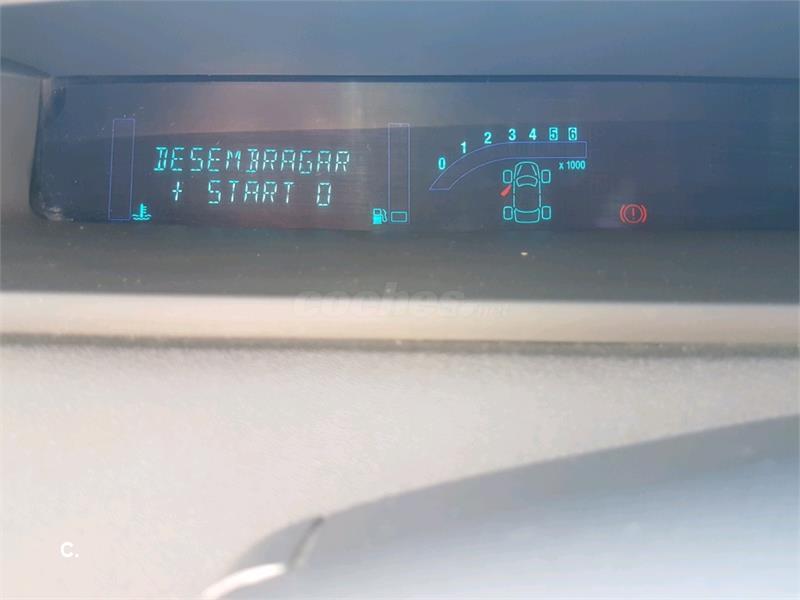 DESEMBRAGAR
+ START 0
0 1 2 3 4 5 6
x 1000
coches.net
C.